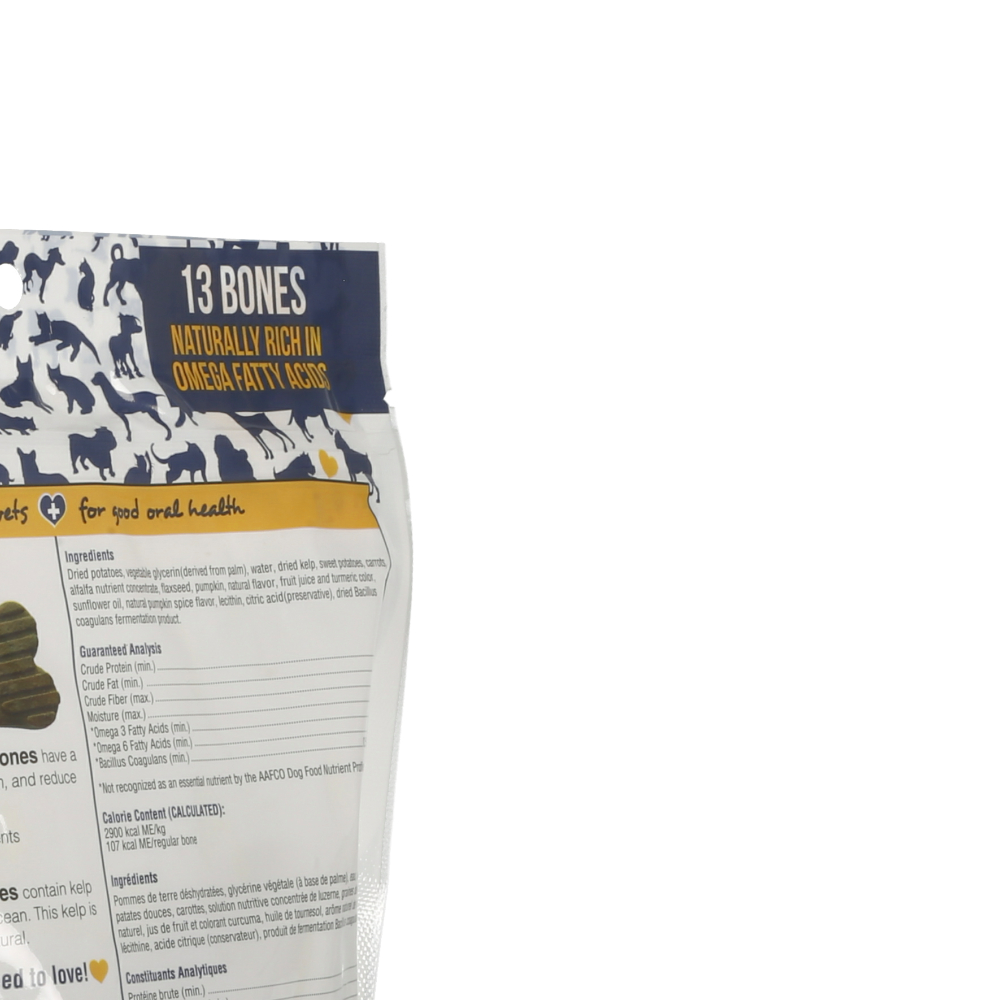 13 BONES
NATURALLY RICH IN
OMEGA FATTY ACIDS
for good oral health
Ingredients
Dried potatoes, vegetable glycerin(derived from palm), water, dried kelp, sweet potatoes, carrots,
alfalfa nutrient concentrate, flaxseed, pumpkin, natural flavor, fruit juice and turmeric color,
sunflower oil, natural pumpkin spice flavor, lecithin, citric acid(preservative), dried Bacillus
coagulans fermentation product.
Guaranteed Analysis
Crude Protein (min.)
Crude Fat (min.)
Crude Fiber (max.)
Moisture (max.)
*Omega 3 Fatty Acids (min.)
*Omega 6 Fatty Acids (min.)
*Bacillus Coagulans (min.)
*Not recognized as an essential nutrient by the AAFCO Dog Food Nutrient
ones have a
, and reduce
Calorie Content (CALCULATED):
2900 kcal ME/kg
107 kcal ME/regular bone
nts
es contain kelp
cean. This kelp is
ural.
ed to love!
Ingrédients
Pommes de terre déshydratées, glycérine végétale (à base de palme),
patates douces, carottes, solution nutritive concentrée de luzerne,
naturel, jus de fruit et colorant curcuma, huile de tournesol, arôme
lécithine, acide citrique (conservateur), produit de fermentation
Constituants Analytiques
Protéine brute (min.)